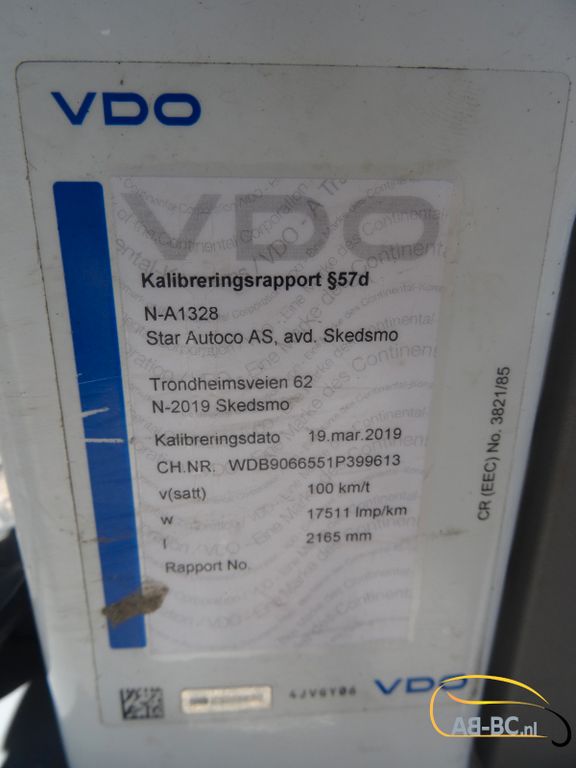 VDO
VDO
Kalibreringsrapport §57d
N-A1328
Star Autoco AS, avd. Skedsmo
Trondheimsveien 62
N-2019 Skedsmo
Kalibreringsdato 19.mar.2019
CH.NR. WDB9066551P399613
v(satt) 100 km/t
w 17511 Imp/km
l 2165 mm
Rapport No.
CR (EEC) No. 3821/85
4JVGY06 VDO
AB-BC.nl